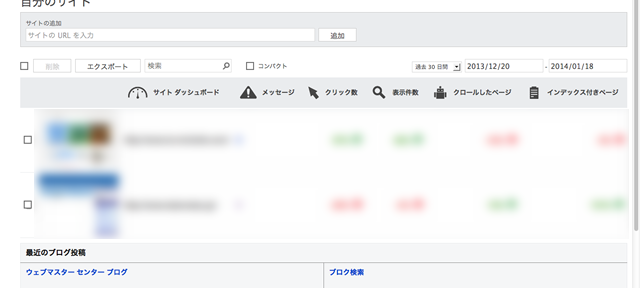 自分のサイト
サイトの追加
サイトの URL を入力
追加
削除
エクスポート
検索
コンパクト
過去 30 日間
2013/12/20
- 2014/01/18
サイト ダッシュボード
メッセージ
クリック数
表示件数
クロールしたページ
インデックス付きページ
最近のブログ投稿
ウェブマスター センター ブログ
ブログ検索